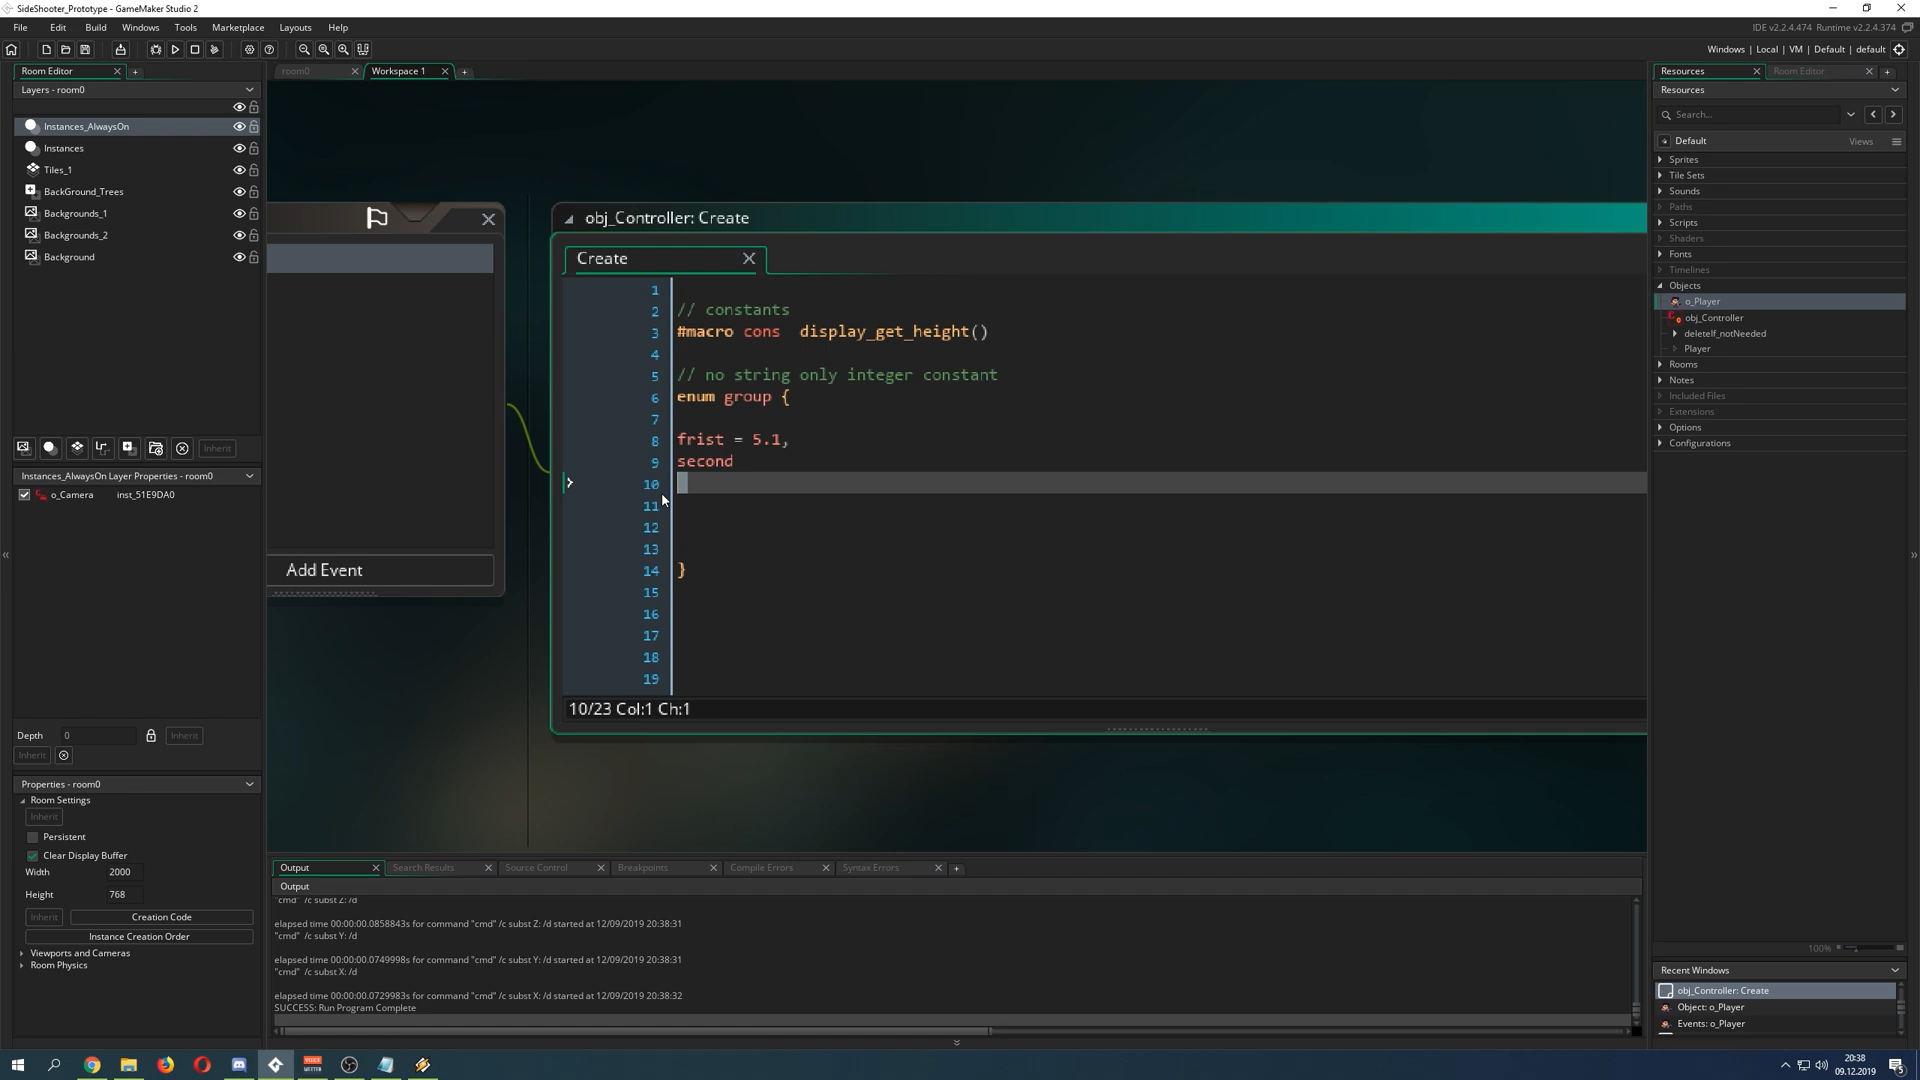 SideShooter_Prototype - GameMaker Studio 2
File Edit Build Windows Tools Marketplace Layouts Help
IDE v2.2.4.474 Runtime v2.2.4.374
Windows | Local | VM | Default | default
Room Editor
room0
Workspace 1
Resources
Room Editor
Layers - room0
Resources
Search...
Instances_AlwaysOn
Instances
Tiles_1
BackGround_Trees
Backgrounds_1
Backgrounds_2
Background
Inherit
Instances_AlwaysOn Layer Properties - room0
o_Camera inst_51E9DA0
Depth 0 Inherit
Inherit
Properties - room0
Room Settings
Inherit
Persistent
Clear Display Buffer
Width 2000
Height 768
Inherit Creation Code
Instance Creation Order
Viewports and Cameras
Room Physics
Add Event
obj_Controller: Create
Create
1
2 // constants
3 #macro cons display_get_height()
4
5 // no string only integer constant
6 enum group {
7
8 frist = 5.1,
9 second
10
11
12
13
14 }
15
16
17
18
19
10/23 Col:1 Ch:1
Output
Search Results
Source Control
Breakpoints
Compile Errors
Syntax Errors
Output
"cmd" /c subst Z: /d
elapsed time 00:00:00.0858843s for command "cmd" /c subst Z: /d started at 12/09/2019 20:38:31
"cmd" /c subst Y: /d
elapsed time 00:00:00.0749998s for command "cmd" /c subst Y: /d started at 12/09/2019 20:38:31
"cmd" /c subst X: /d
elapsed time 00:00:00.0729983s for command "cmd" /c subst X: /d started at 12/09/2019 20:38:32
SUCCESS: Run Program Complete
Default Views
Sprites
Tile Sets
Sounds
Paths
Scripts
Shaders
Fonts
Timelines
Objects
o_Player
obj_Controller
deleteIf_notNeeded
Player
Rooms
Notes
Included Files
Extensions
Options
Configurations
100%
Recent Windows
obj_Controller: Create
Object: o_Player
Events: o_Player
20:38
09.12.2019
5